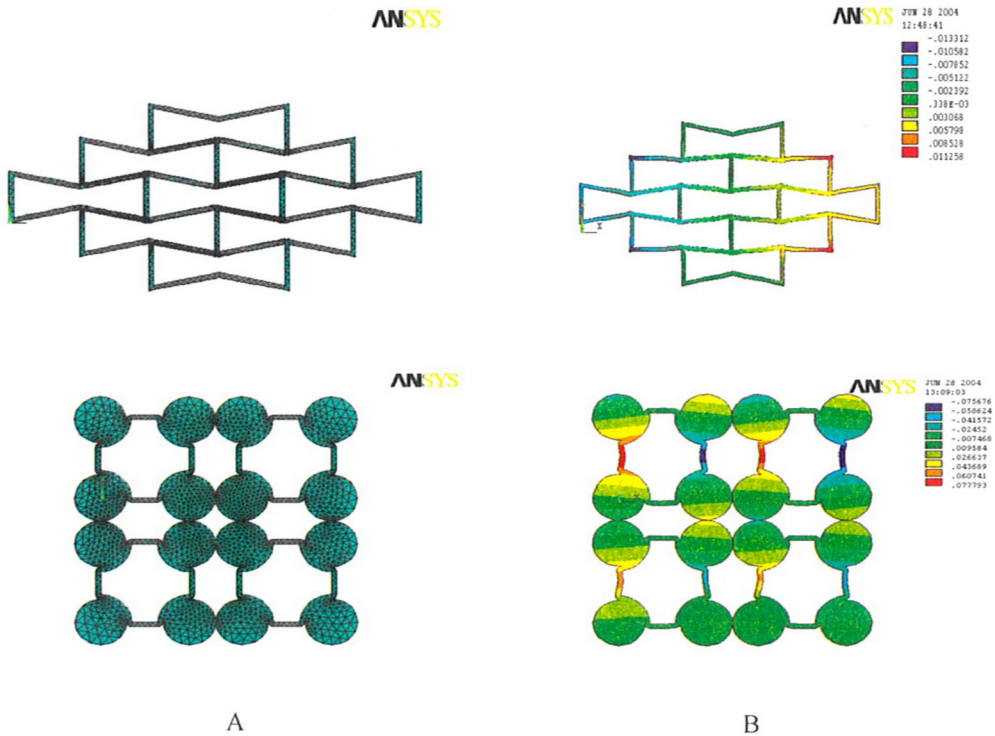 ANSYS
ANSYS
JUN 28 2004
12:48:41
-.013312
-.010582
-.007852
-.005122
-.002392
.338E-03
.003068
.005798
.008528
.011258
X
ANSYS
ANSYS
JUN 28 2004
13:09:03
-.075676
-.058624
-.041572
-.02452
-.007468
.009584
.026637
.043689
.060741
.077793
A
B